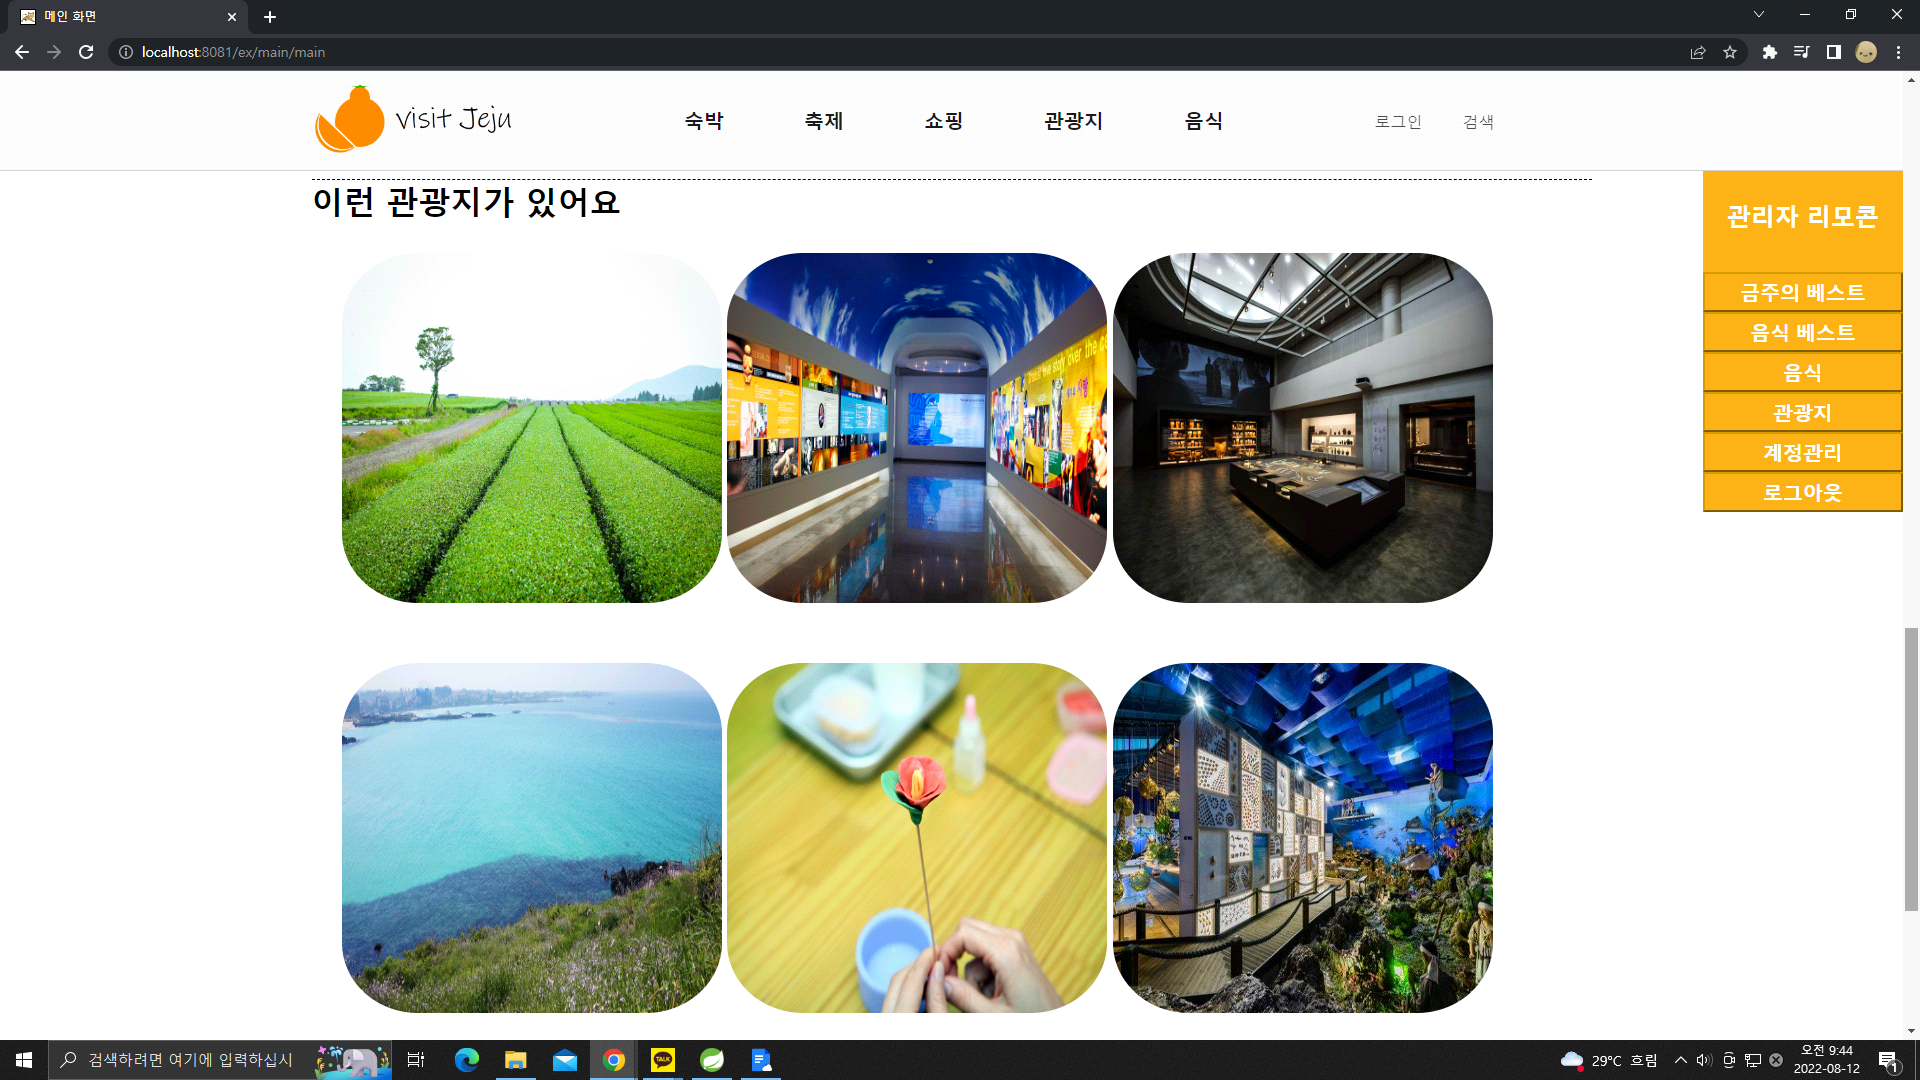 메인 화면
localhost:8081/ex/main/main
Visit Jeju
숙박
축제
쇼핑
관광지
음식
로그인
검색
이런 관광지가 있어요
관리자 리모콘
금주의 베스트
음식 베스트
음식
관광지
계정관리
로그아웃
검색하려면 여기에 입력하십시
TALK
29°C 흐림
오전 9:44
2022-08-12
1